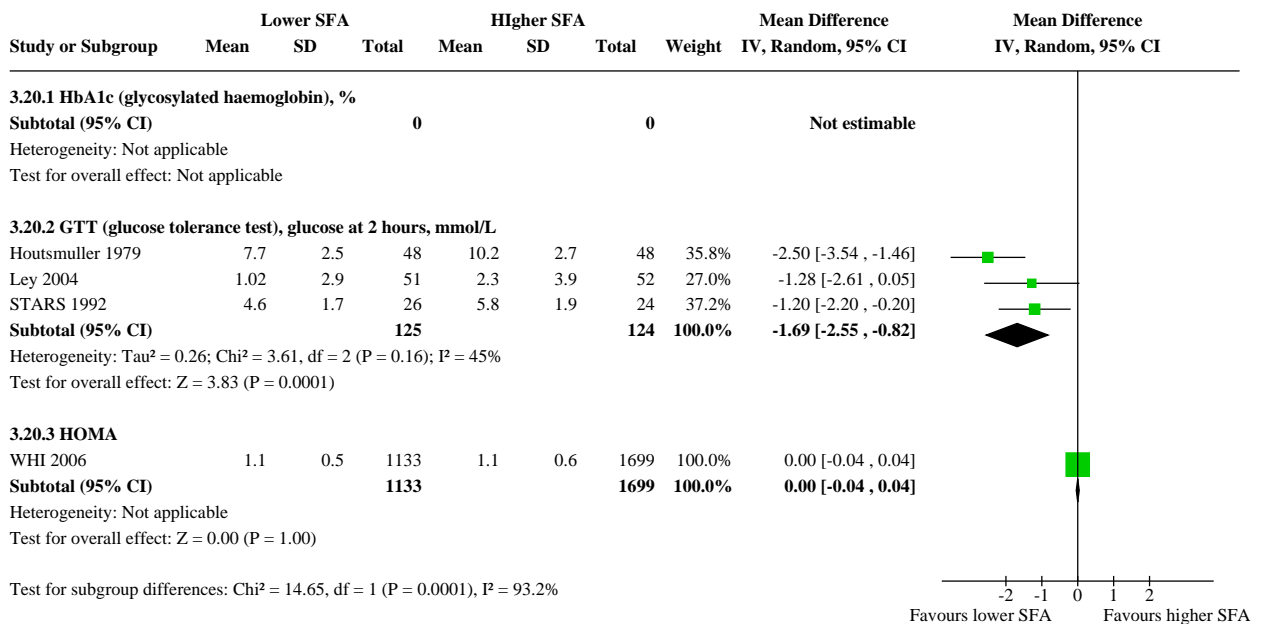 Lower SFA HIgher SFA Mean Difference Mean Difference
Study or Subgroup Mean SD Total Mean SD Total Weight IV, Random, 95% CI IV, Random, 95% CI
3.20.1 HbA1c (glycosylated haemoglobin), %
Subtotal (95% CI) 0 0 Not estimable
Heterogeneity: Not applicable
Test for overall effect: Not applicable
3.20.2 GTT (glucose tolerance test), glucose at 2 hours, mmol/L
Houtsmuller 1979 7.7 2.5 48 10.2 2.7 48 35.8% -2.50 [-3.54 , -1.46]
Ley 2004 1.02 2.9 51 2.3 3.9 52 27.0% -1.28 [-2.61 , 0.05]
STARS 1992 4.6 1.7 26 5.8 1.9 24 37.2% -1.20 [-2.20 , -0.20]
Subtotal (95% CI) 125 124 100.0% -1.69 [-2.55 , -0.82]
Heterogeneity: Tau² = 0.26; Chi² = 3.61, df = 2 (P = 0.16); I² = 45%
Test for overall effect: Z = 3.83 (P = 0.0001)
3.20.3 HOMA
WHI 2006 1.1 0.5 1133 1.1 0.6 1699 100.0% 0.00 [-0.04 , 0.04]
Subtotal (95% CI) 1133 1699 100.0% 0.00 [-0.04 , 0.04]
Heterogeneity: Not applicable
Test for overall effect: Z = 0.00 (P = 1.00)
Test for subgroup differences: Chi² = 14.65, df = 1 (P = 0.0001), I² = 93.2%
-2 -1 0 1 2
Favours lower SFA Favours higher SFA